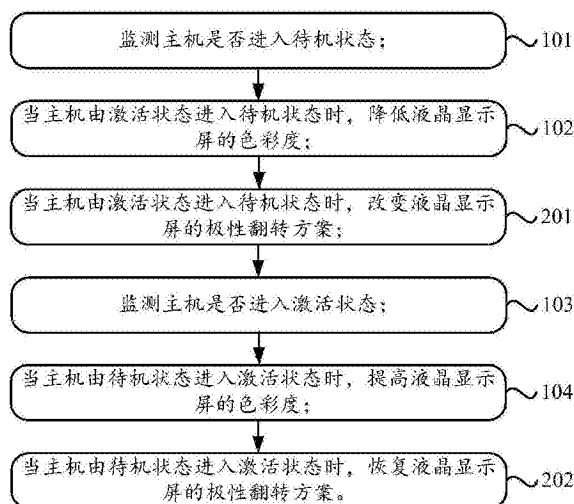 监测主机是否进入待机状态;
101
当主机由激活状态进入待机状态时，降低液晶显示
屏的色彩度;
102
当主机由激活状态进入待机状态时，改变液晶显示
屏的极性翻转方案;
201
监测主机是否进入激活状态;
103
当主机由待机状态进入激活状态时，提高液晶显示
屏的色彩度;
104
当主机由待机状态进入激活状态时，恢复液晶显示
屏的极性翻转方案。
202